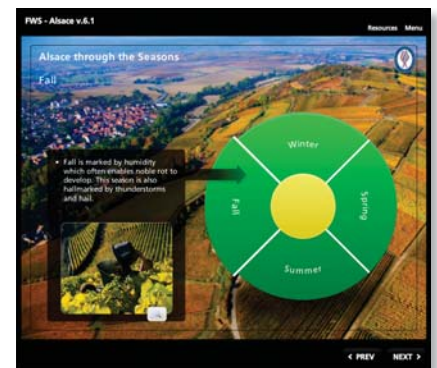 FWS - Alsace v.6.1
Resources Menu
Alsace through the Seasons
Fall
• Fall is marked by humidity
which often enables noble rot to
develop. This season is also
hallmarked by thunderstorms
and hail.
Winter
Fall
Spring
Summer
< PREV NEXT >